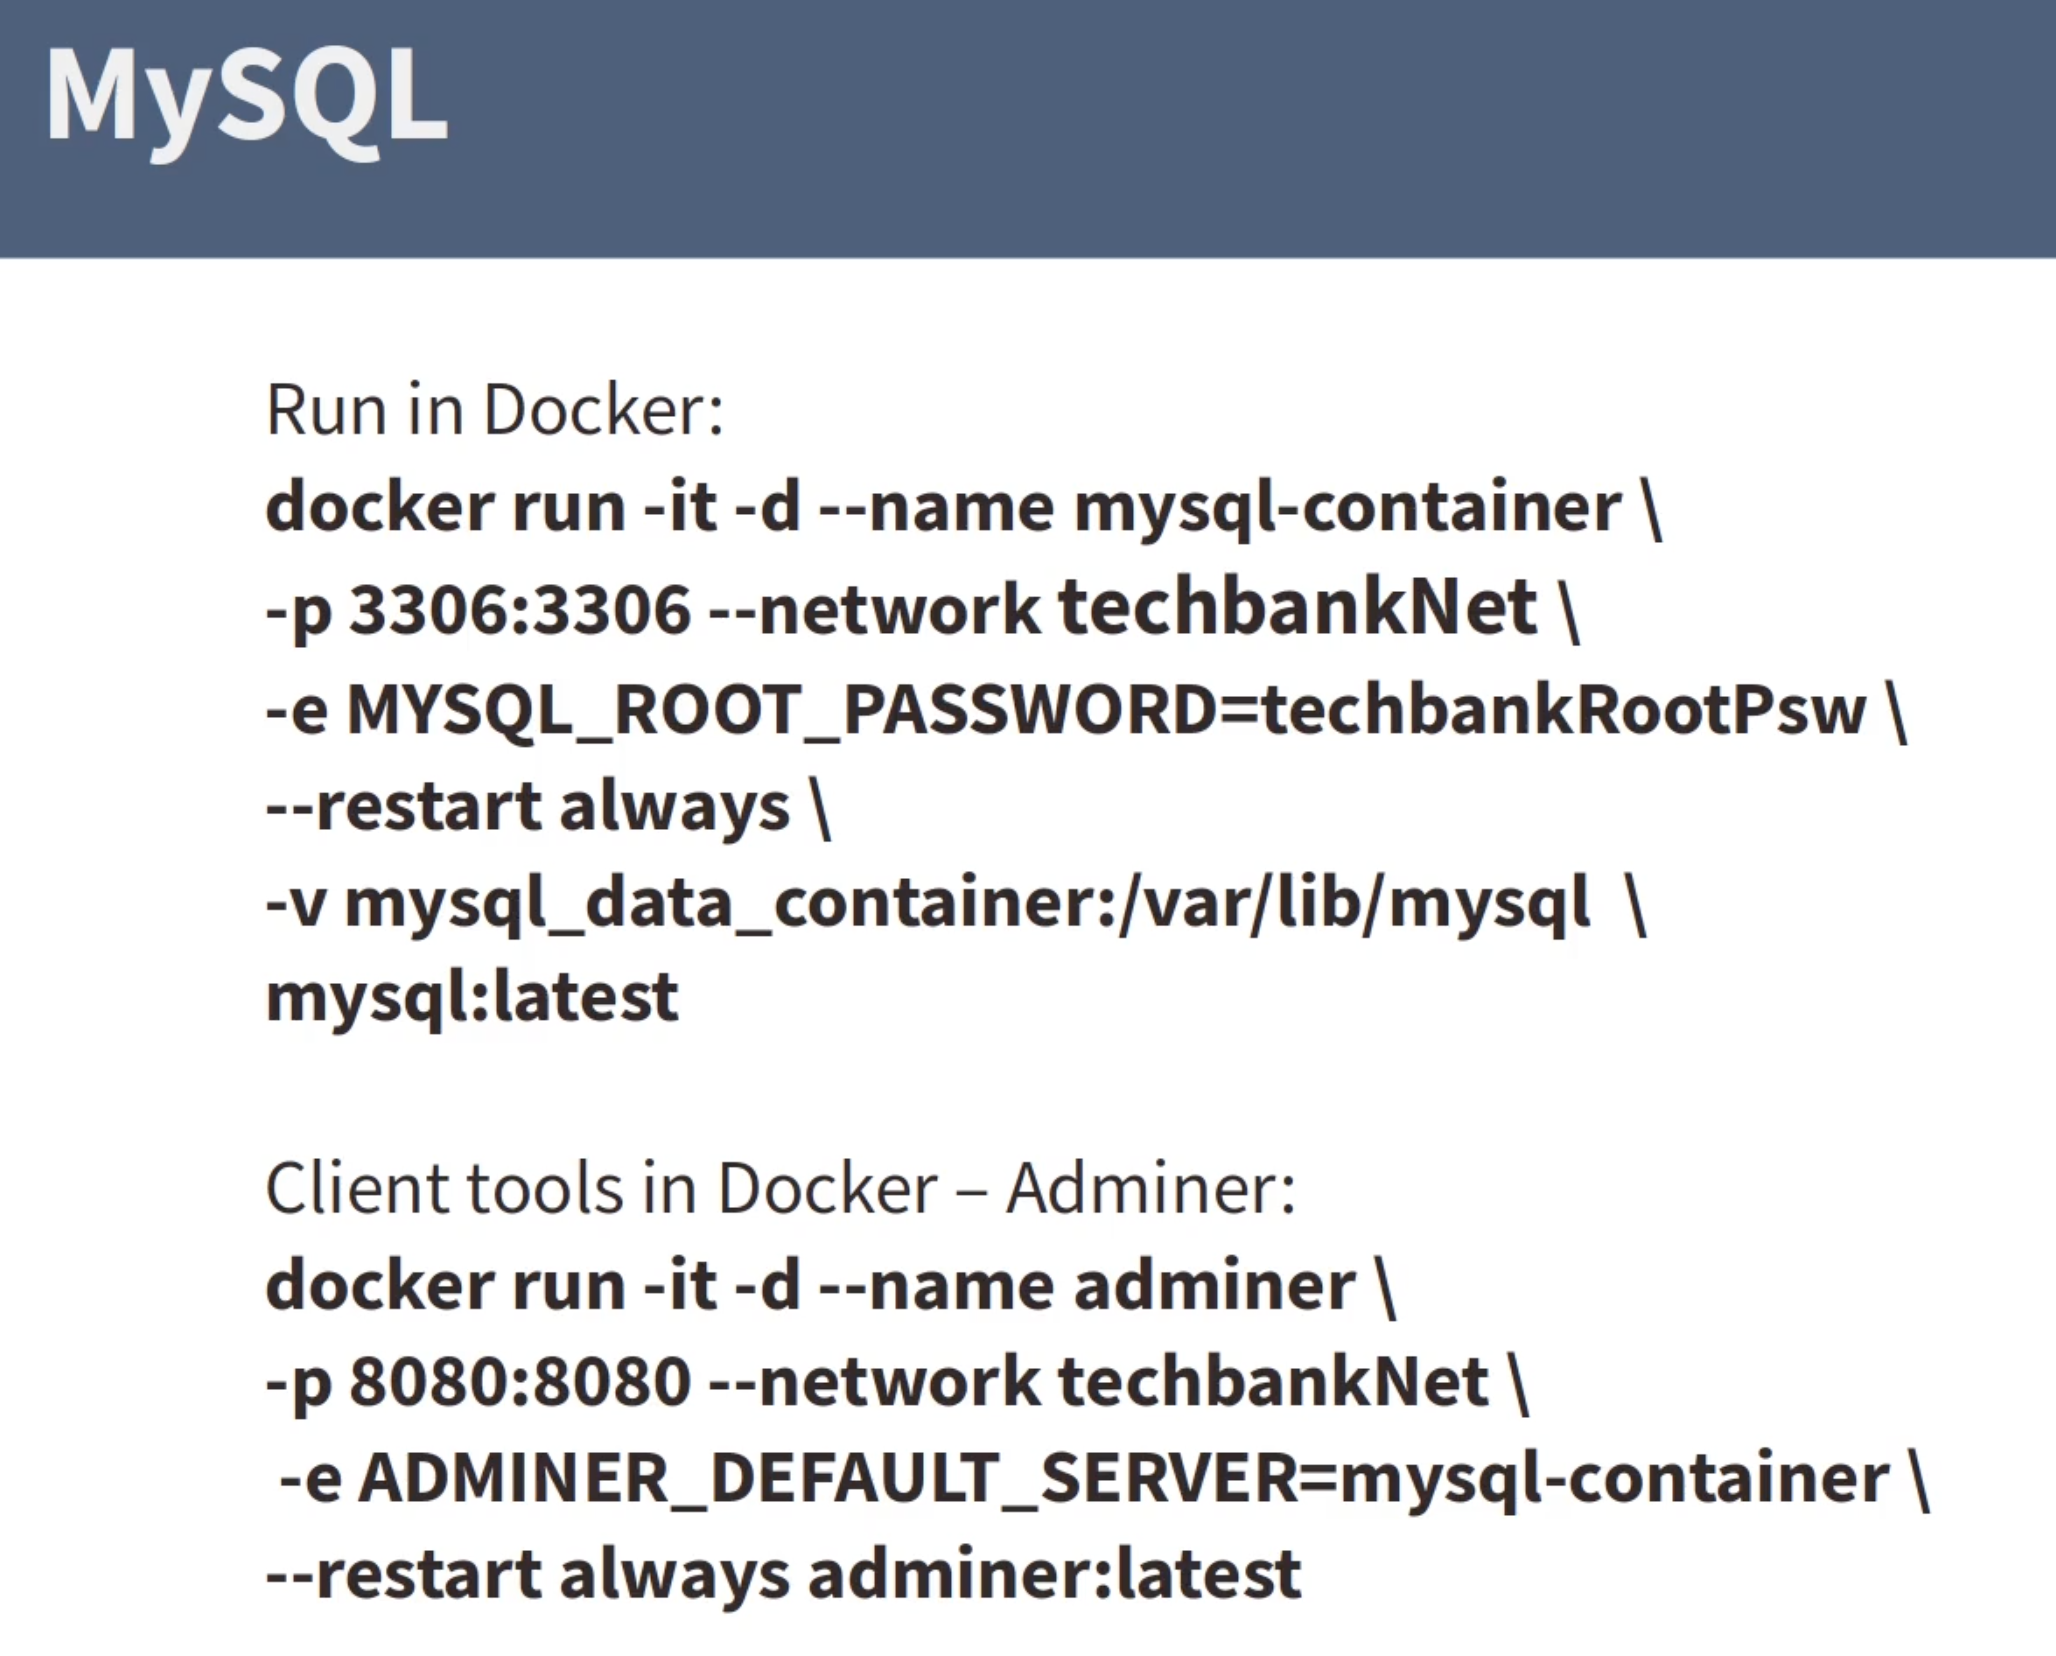 MySQL
Run in Docker:
docker run -it -d --name mysql-container \
-p 3306:3306 --network techbankNet \
-e MYSQL_ROOT_PASSWORD=techbankRootPsw \
--restart always \
-v mysql_data_container:/var/lib/mysql  \
mysql:latest
Client tools in Docker – Adminer:
docker run -it -d --name adminer \
-p 8080:8080 --network techbankNet \
-e ADMINER_DEFAULT_SERVER=mysql-container \
--restart always adminer:latest